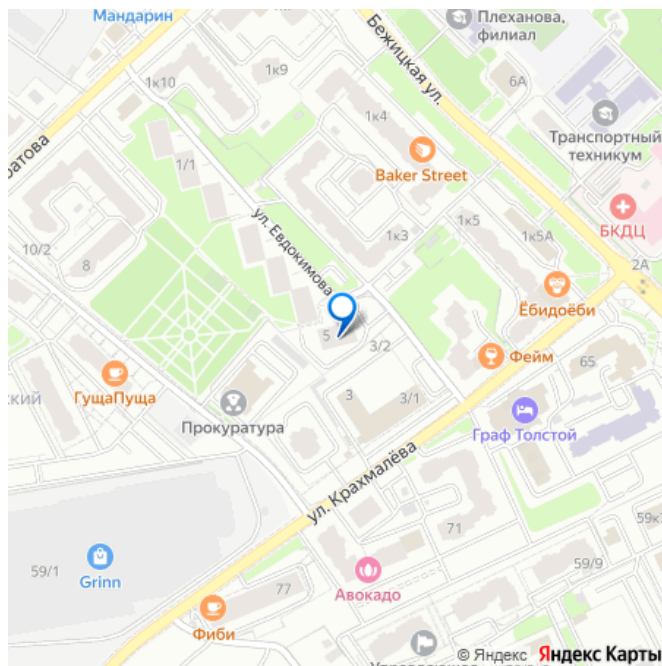 Мандарин
Плеханова,
филиал
1к10
1к9
Бежицкая ул.
6А
1к4
Транспортный
техникум
Baker Street
1/1
ул. Евдокимова
БКДЦ
10/2
8
1к3
1к5
1к5А
2А
Ёбидоёби
5
3/2
Фейм
65
ГущаПуща
3
3/1
Прокуратура
Граф Толстой
ул. Крахмалёва
71
59/1
Grinn
59/9
77
Авокадо
Фиби
© Яндекс Яндекс Карты